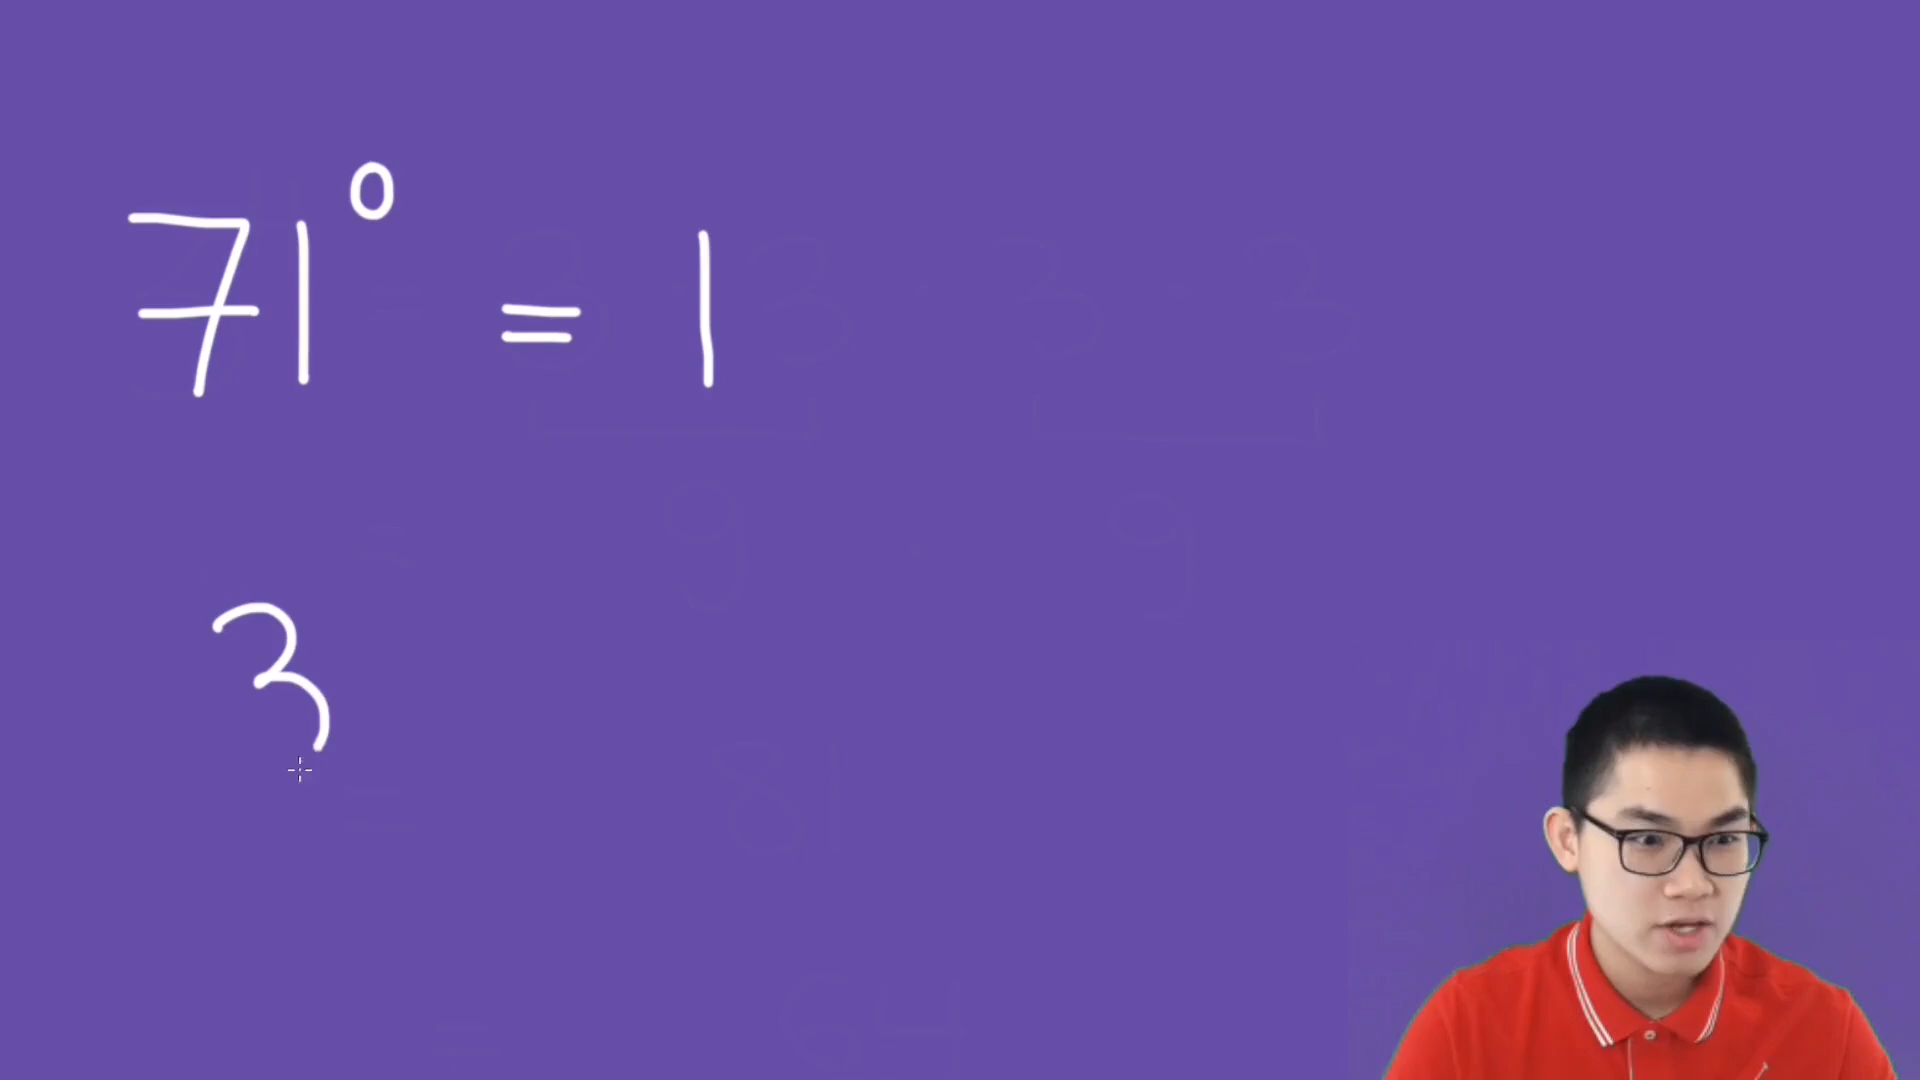 71⁰ = 1
3